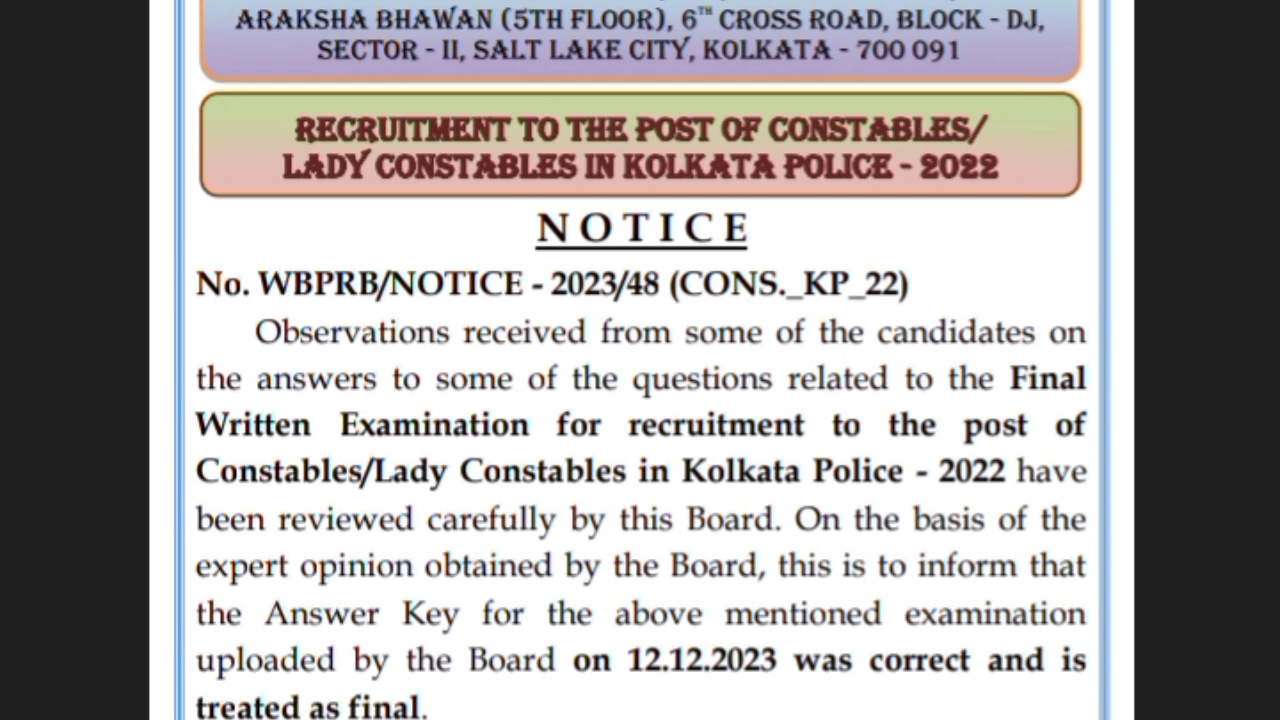 ARAKSHA BHAWAN (5TH FLOOR), 6TH CROSS ROAD, BLOCK - DJ,
SECTOR - II, SALT LAKE CITY, KOLKATA - 700 091
RECRUITMENT TO THE POST OF CONSTABLES/
LADY CONSTABLES IN KOLKATA POLICE - 2022
NOTICE
No. WBPRB/NOTICE - 2023/48 (CONS._KP_22)
Observations received from some of the candidates on
the answers to some of the questions related to the Final
Written Examination for recruitment to the post of
Constables/Lady Constables in Kolkata Police - 2022 have
been reviewed carefully by this Board. On the basis of the
expert opinion obtained by the Board, this is to inform that
the Answer Key for the above mentioned examination
uploaded by the Board on 12.12.2023 was correct and is
treated as final.